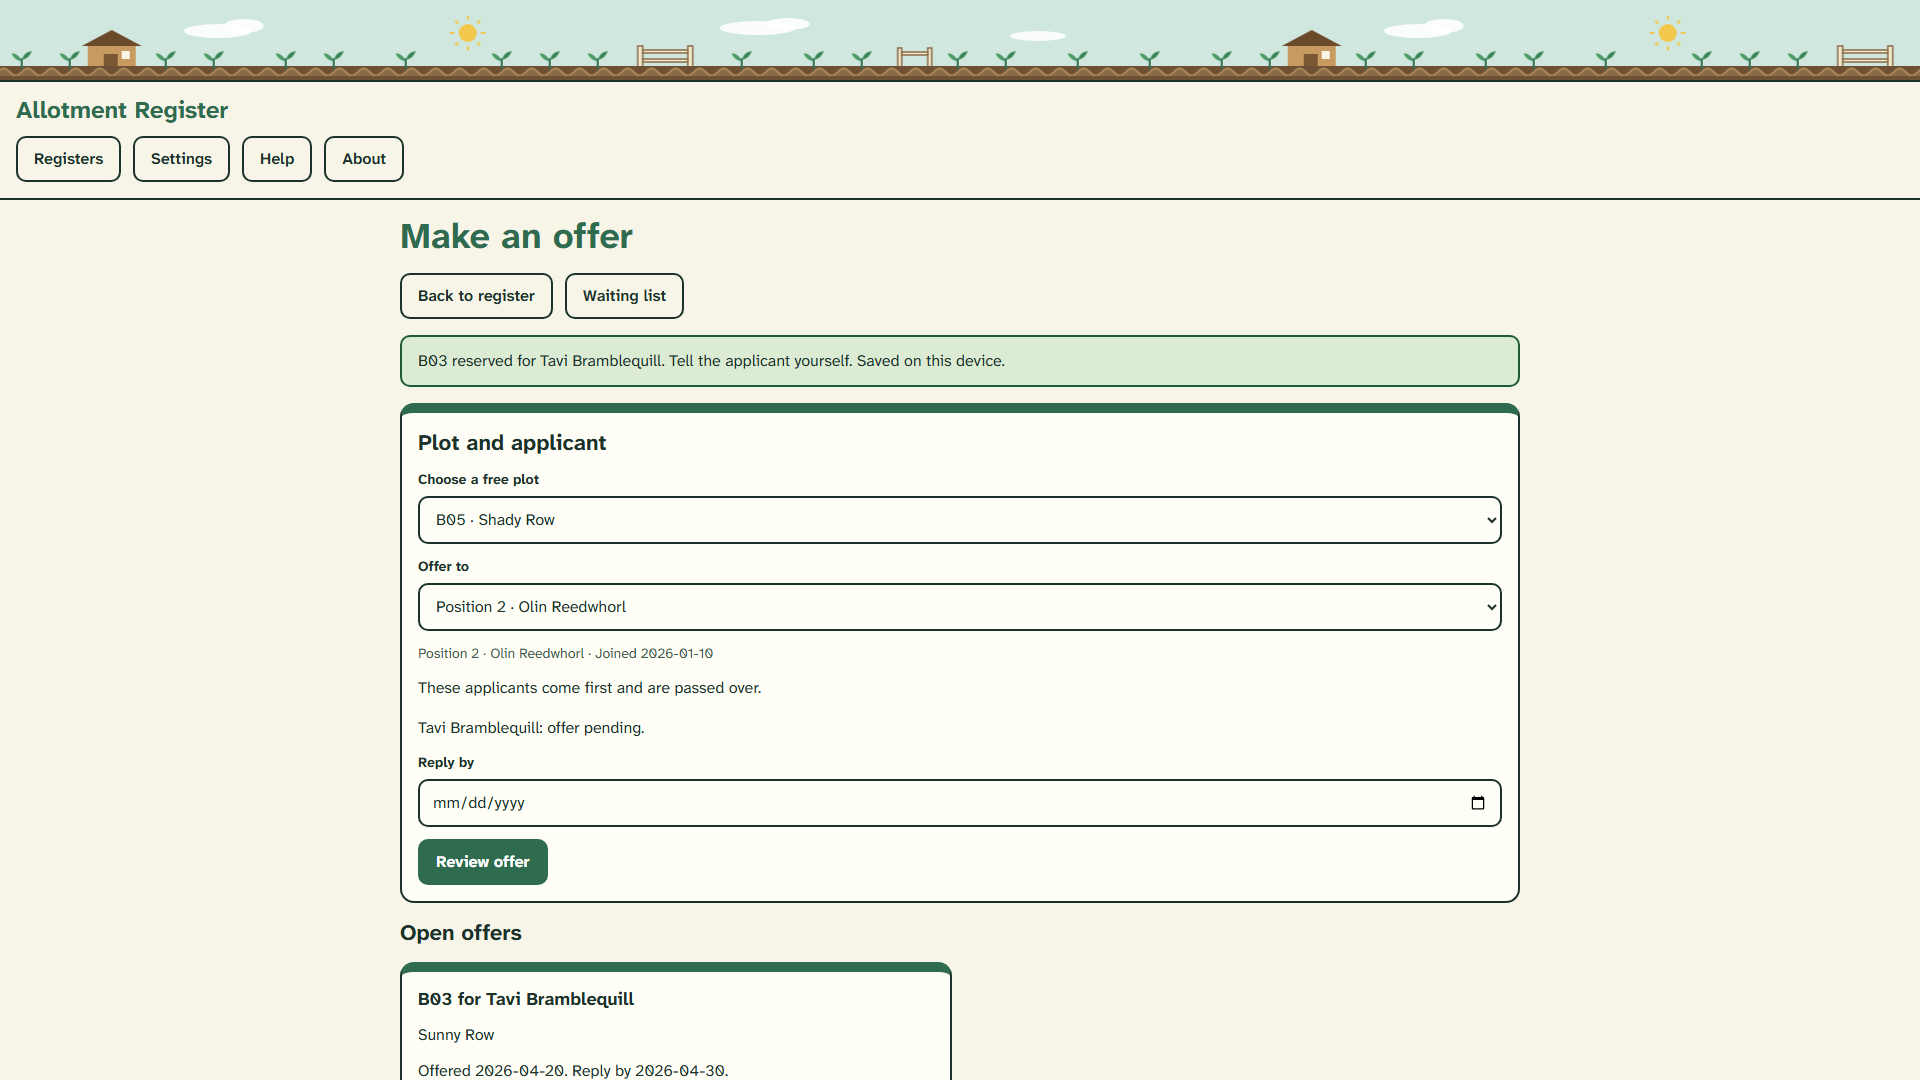 Allotment Register
Registers
Settings
Help
About
Make an offer
Back to register
Waiting list
B03 reserved for Tavi Bramblequill. Tell the applicant yourself. Saved on this device.
Plot and applicant
Choose a free plot
B05 · Shady Row
Offer to
Position 2 · Olin Reedwhorl
Position 2 · Olin Reedwhorl · Joined 2026-01-10
These applicants come first and are passed over.
Tavi Bramblequill: offer pending.
Reply by
mm/dd/yyyy
Review offer
Open offers
B03 for Tavi Bramblequill
Sunny Row
Offered 2026-04-20. Reply by 2026-04-30.